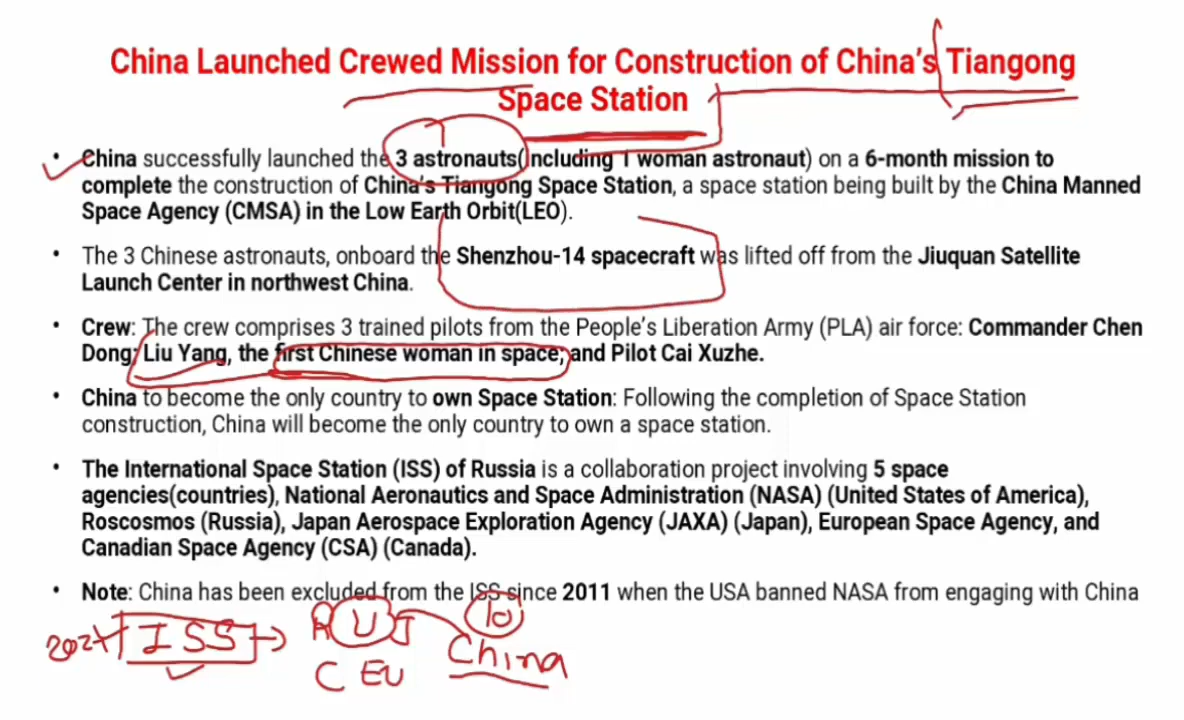 China Launched Crewed Mission for Construction of China's Tiangong
Space Station
• China successfully launched the 3 astronauts(including 1 woman astronaut) on a 6-month mission to
complete the construction of China's Tiangong Space Station, a space station being built by the China Manned
Space Agency (CMSA) in the Low Earth Orbit(LEO).
• The 3 Chinese astronauts, onboard the Shenzhou-14 spacecraft was lifted off from the Jiuquan Satellite
Launch Center in northwest China.
• Crew: The crew comprises 3 trained pilots from the People's Liberation Army (PLA) air force: Commander Chen
Dong; Liu Yang, the first Chinese woman in space; and Pilot Cai Xuzhe.
• China to become the only country to own Space Station: Following the completion of Space Station
construction, China will become the only country to own a space station.
• The International Space Station (ISS) of Russia is a collaboration project involving 5 space
agencies(countries), National Aeronautics and Space Administration (NASA) (United States of America),
Roscosmos (Russia), Japan Aerospace Exploration Agency (JAXA) (Japan), European Space Agency, and
Canadian Space Agency (CSA) (Canada).
• Note: China has been excluded from the ISS since 2011 when the USA banned NASA from engaging with China
ISS R U J
China
C EU